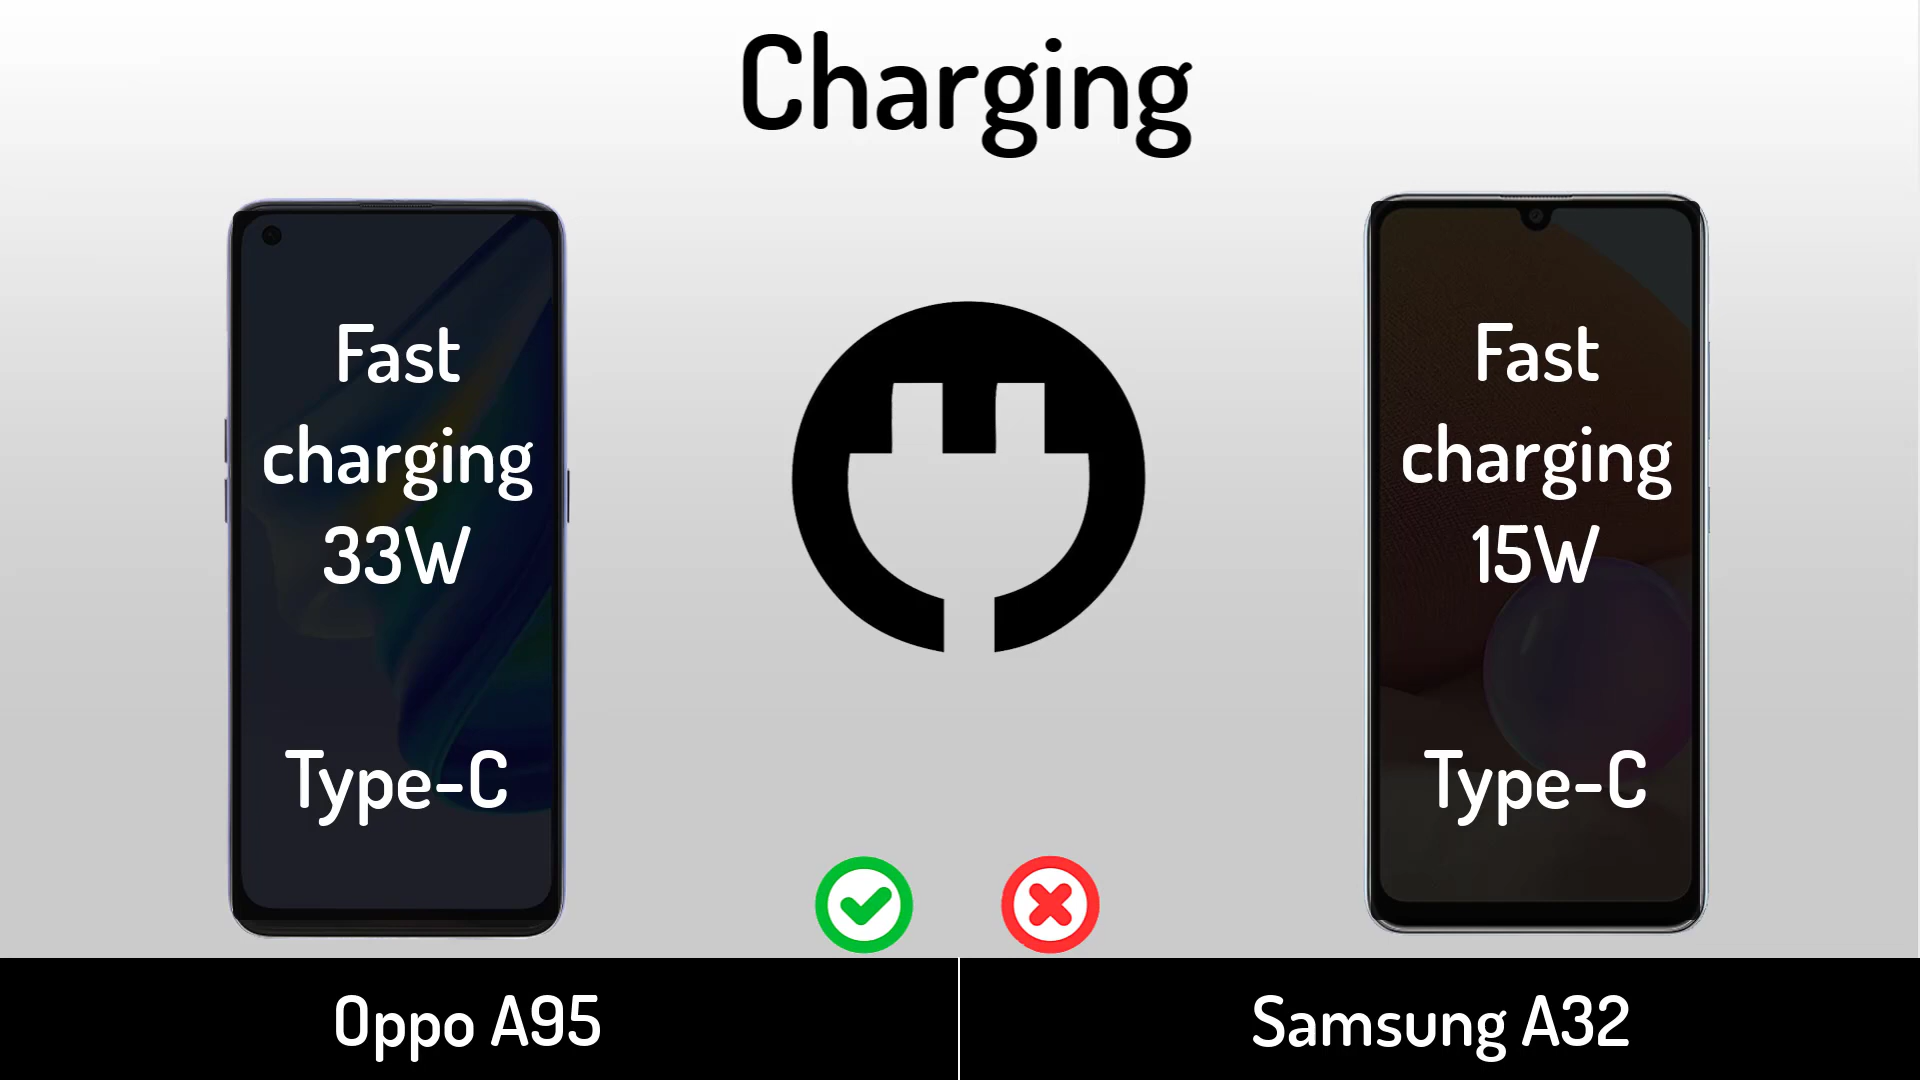 Charging
Fast
charging
33W
Type-C
Fast
charging
15W
Type-C
Oppo A95
Samsung A32